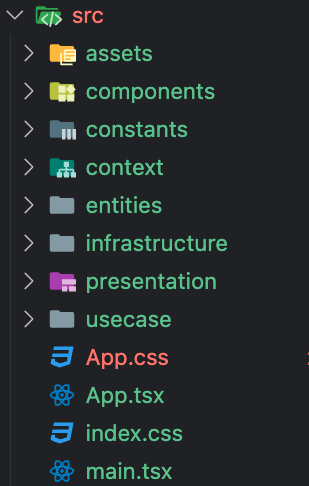 src
assets
components
constants
context
entities
infrastructure
presentation
usecase
App.css
App.tsx
index.css
main.tsx